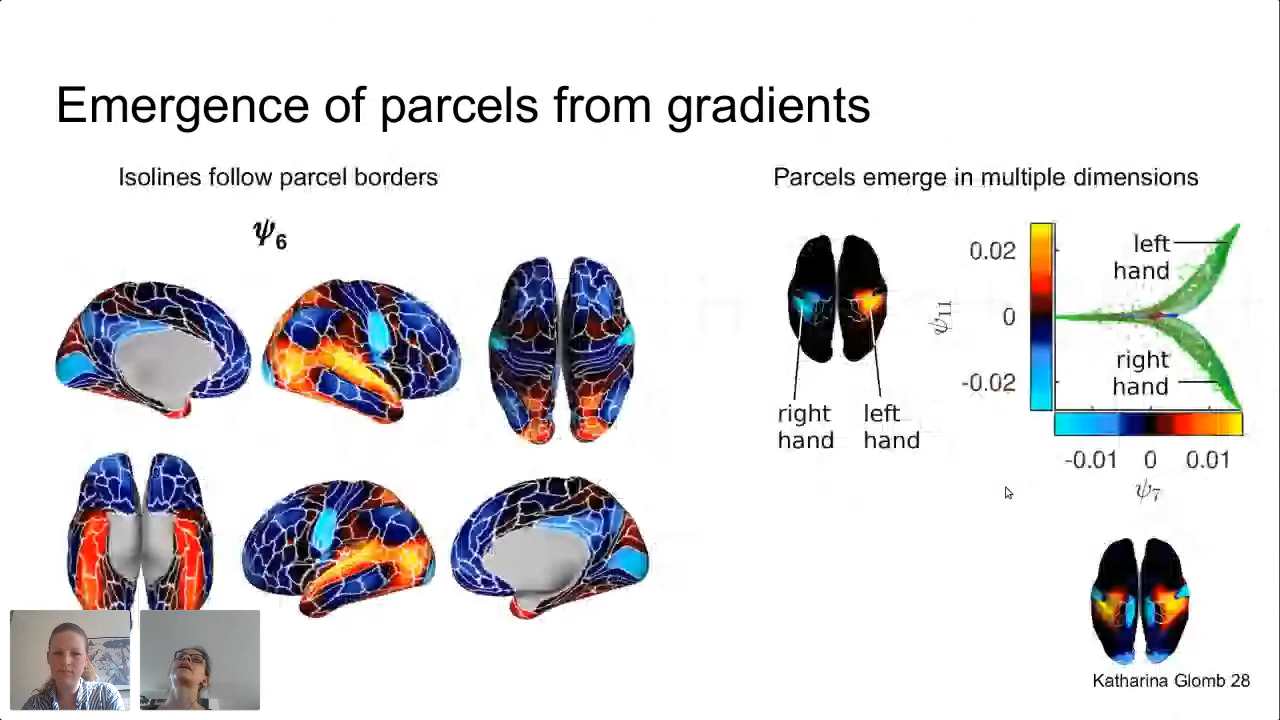 Emergence of parcels from gradients
Isolines follow parcel borders
ψ6
Parcels emerge in multiple dimensions
right
hand
left
hand
0.02
0
-0.02
ψ11
left
hand
right
hand
-0.01 0 0.01
ψ7
Katharina Glomb 28